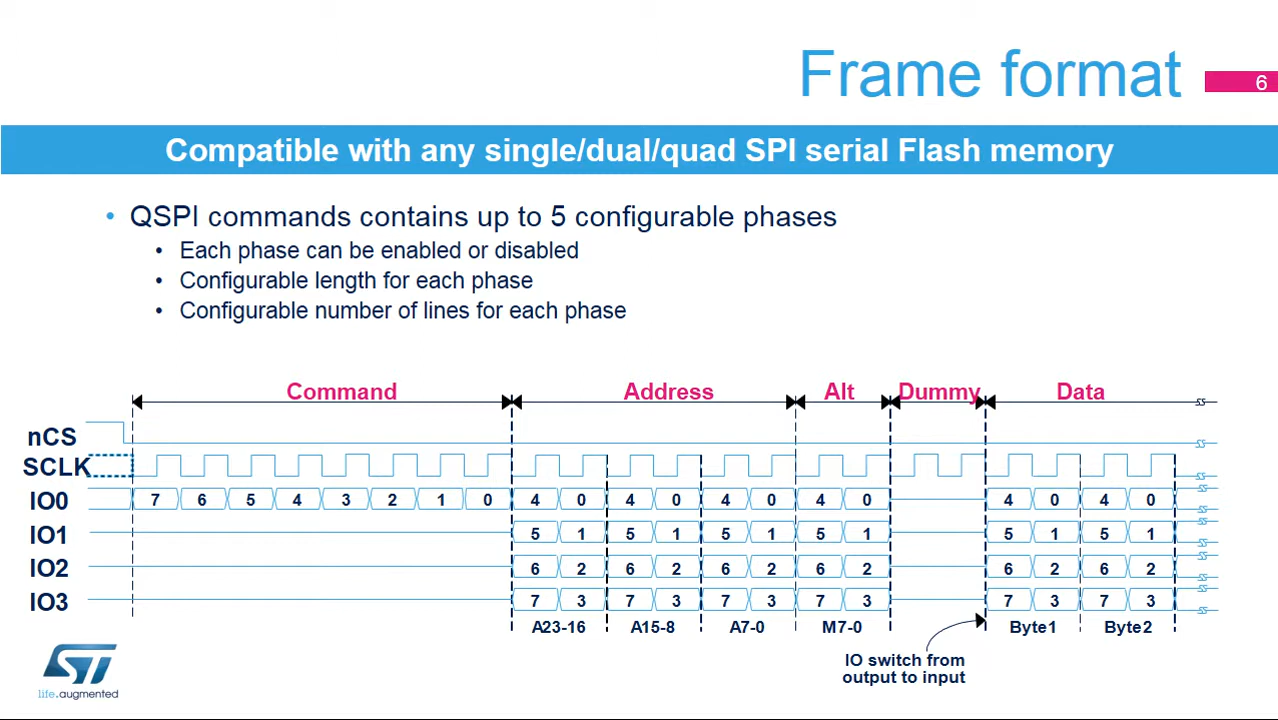 Frame format
6
Compatible with any single/dual/quad SPI serial Flash memory
• QSPI commands contains up to 5 configurable phases
• Each phase can be enabled or disabled
• Configurable length for each phase
• Configurable number of lines for each phase
Command Address Alt Dummy Data
nCS
SCLK
IO0 7 6 5 4 3 2 1 0 4 0 4 0 4 0 4 0 4 0 4 0
IO1 5 1 5 1 5 1 5 1 5 1 5 1
IO2 6 2 6 2 6 2 6 2 6 2 6 2
IO3 7 3 7 3 7 3 7 3 7 3 7 3
A23-16 A15-8 A7-0 M7-0 Byte1 Byte2
IO switch from
output to input
ST
life.augmented